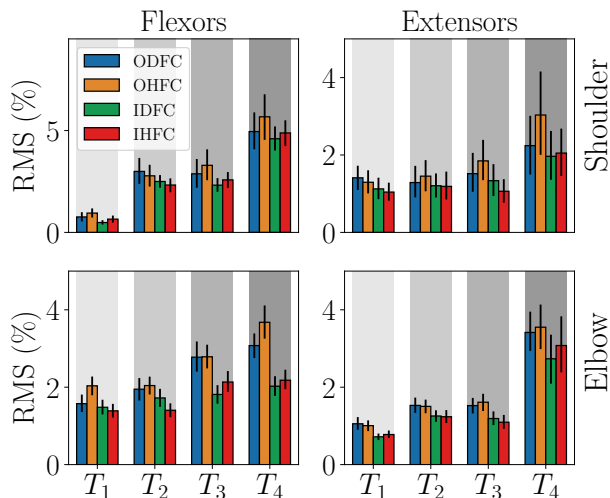 Flexors
Extensors
RMS (%)
5
0
ODFC
OHFC
IDFC
IHFC
4
2
0
Shoulder
RMS (%)
4
2
0
T1 T2 T3 T4
4
2
0
T1 T2 T3 T4
Elbow